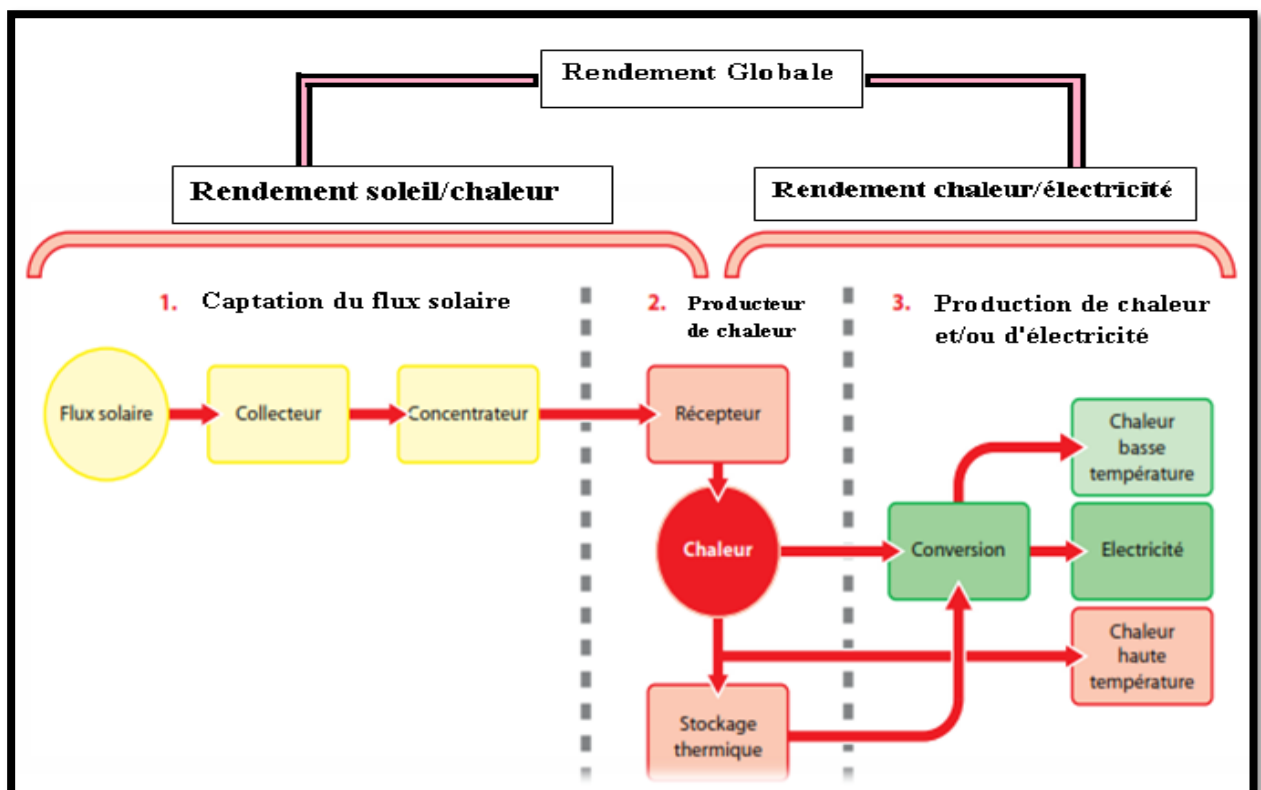 Rendement Globale
Rendement soleil/chaleur
Rendement chaleur/électricité
1. Captation du flux solaire
2. Producteur
de chaleur
3. Production de chaleur
et/ou d'électricité
Flux solaire
Collecteur
Concentrateur
Récepteur
Chaleur
basse
température
Chaleur
Conversion
Electricité
Chaleur
haute
température
Stockage
thermique